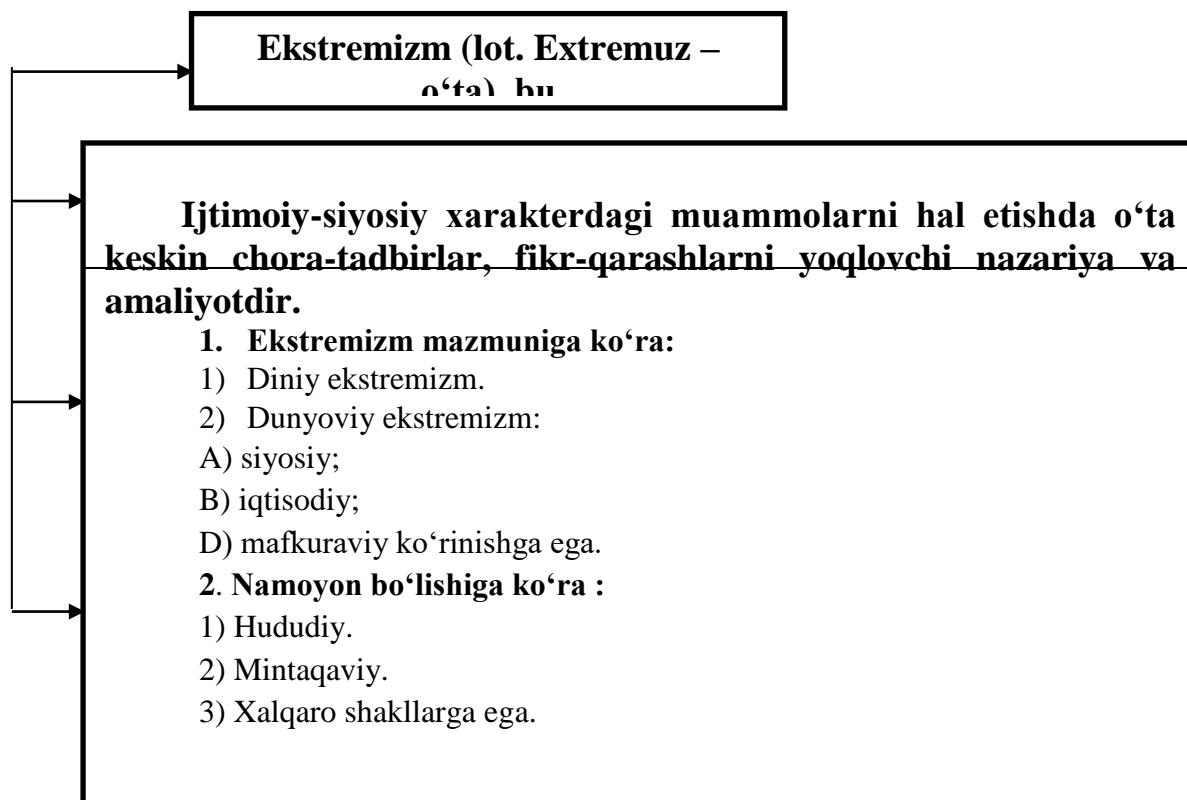 Ekstremizm (lot. Extremuz –
o‘ta) bu
Ijtimoiy-siyosiy xarakterdagi muammolarni hal etishda o‘ta
keskin chora-tadbirlar, fikr-qarashlarni yoqlovchi nazariya va
amaliyotdir.
1. Ekstremizm mazmuniga ko‘ra:
1) Diniy ekstremizm.
2) Dunyoviy ekstremizm:
A) siyosiy;
B) iqtisodiy;
D) mafkuraviy ko‘rinishga ega.
2. Namoyon bo‘lishiga ko‘ra :
1) Hududiy.
2) Mintaqaviy.
3) Xalqaro shakllarga ega.